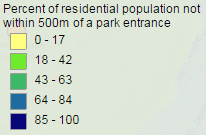 Percent of residential population not
within 500m of a park entrance
0 - 17
18 - 42
43 - 63
64 - 84
85 - 100